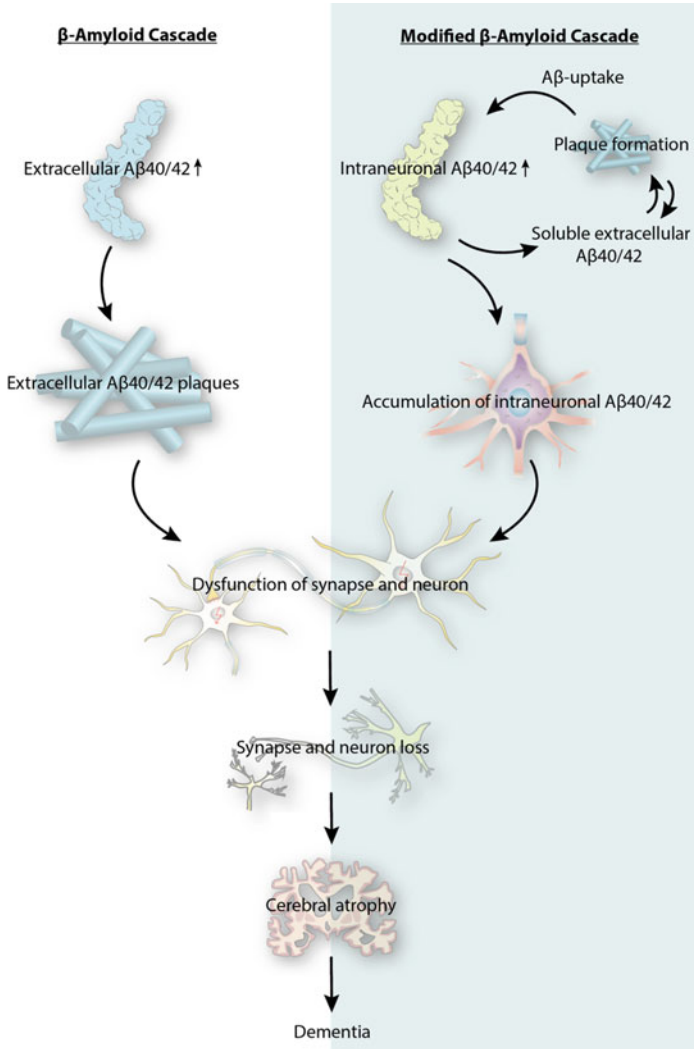 β-Amyloid Cascade
Modified β-Amyloid Cascade
Aβ-uptake
Extracellular Aβ40/42
Intraneuronal Aβ40/42
Plaque formation
Soluble extracellular
Aβ40/42
Extracellular Aβ40/42 plaques
Accumulation of intraneuronal Aβ40/42
Dysfunction of synapse and neuron
Synapse and neuron loss
Cerebral atrophy
Dementia